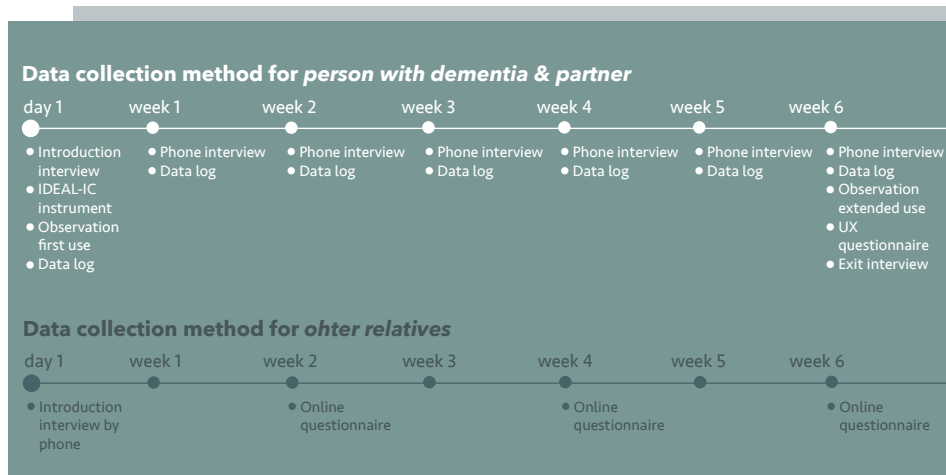 Data collection method for person with dementia & partner
day 1 week 1 week 2 week 3 week 4 week 5 week 6
• Introduction interview
• IDEAL-IC instrument
• Observation first use
• Data log
• Phone interview
• Data log
• Phone interview
• Data log
• Phone interview
• Data log
• Phone interview
• Data log
• Phone interview
• Data log
• Phone interview
• Data log
• Observation extended use
• UX questionnaire
• Exit interview
Data collection method for ohter relatives
day 1 week 1 week 2 week 3 week 4 week 5 week 6
• Introduction interview by phone
• Online questionnaire
• Online questionnaire
• Online questionnaire